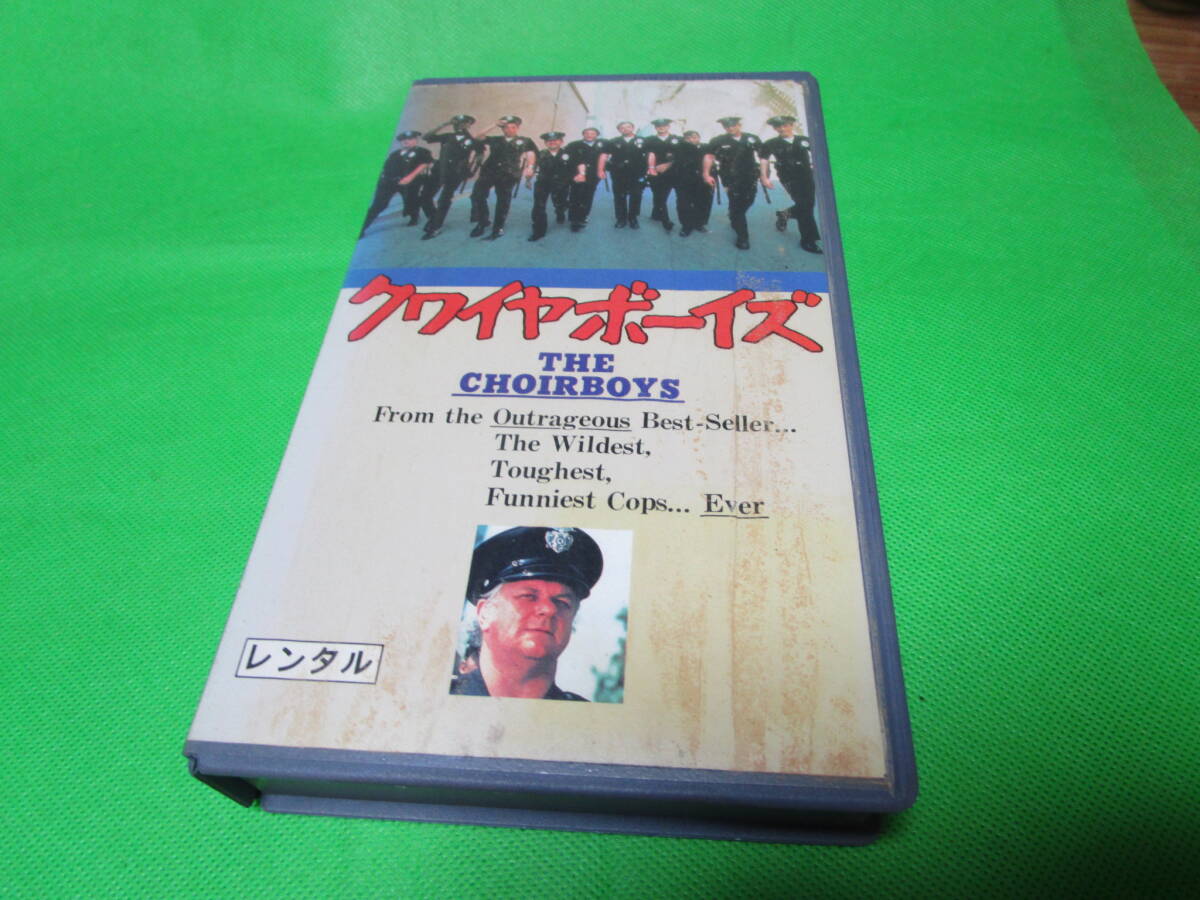 クワイヤボーイズ
THE
CHOIRBOYS
From the Outrageous Best-Seller...
The Wildest,
Toughest,
Funniest Cops... Ever
レンタル